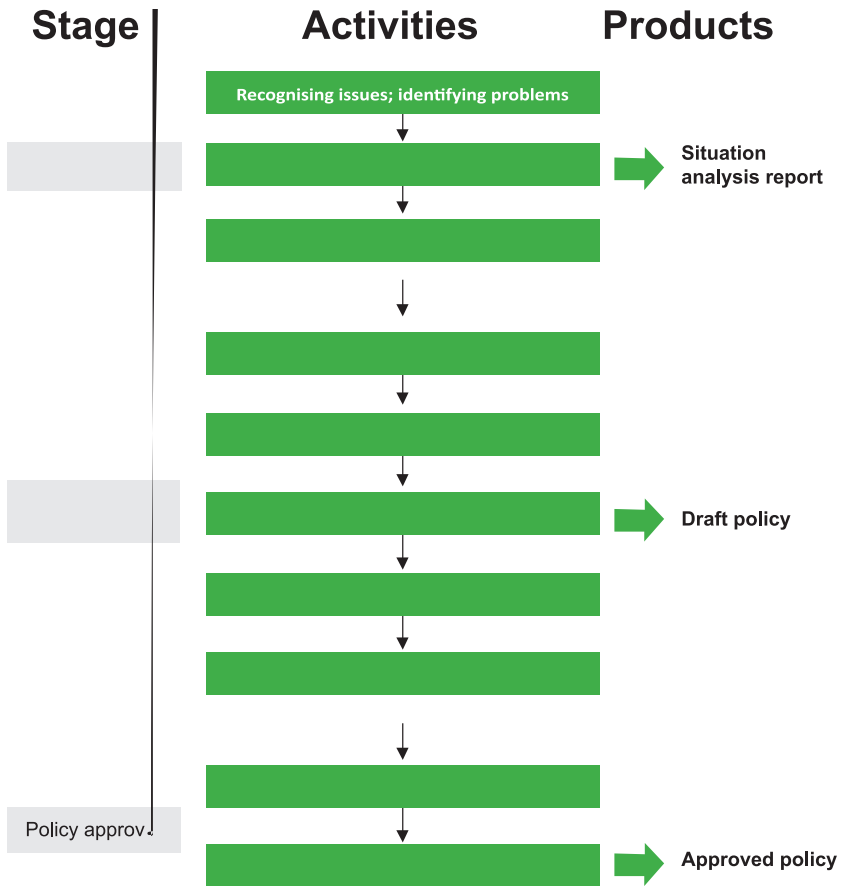 Stage Activities Products
Recognising issues; identifying problems
Situation
analysis report
Draft policy
Policy approv
Approved policy